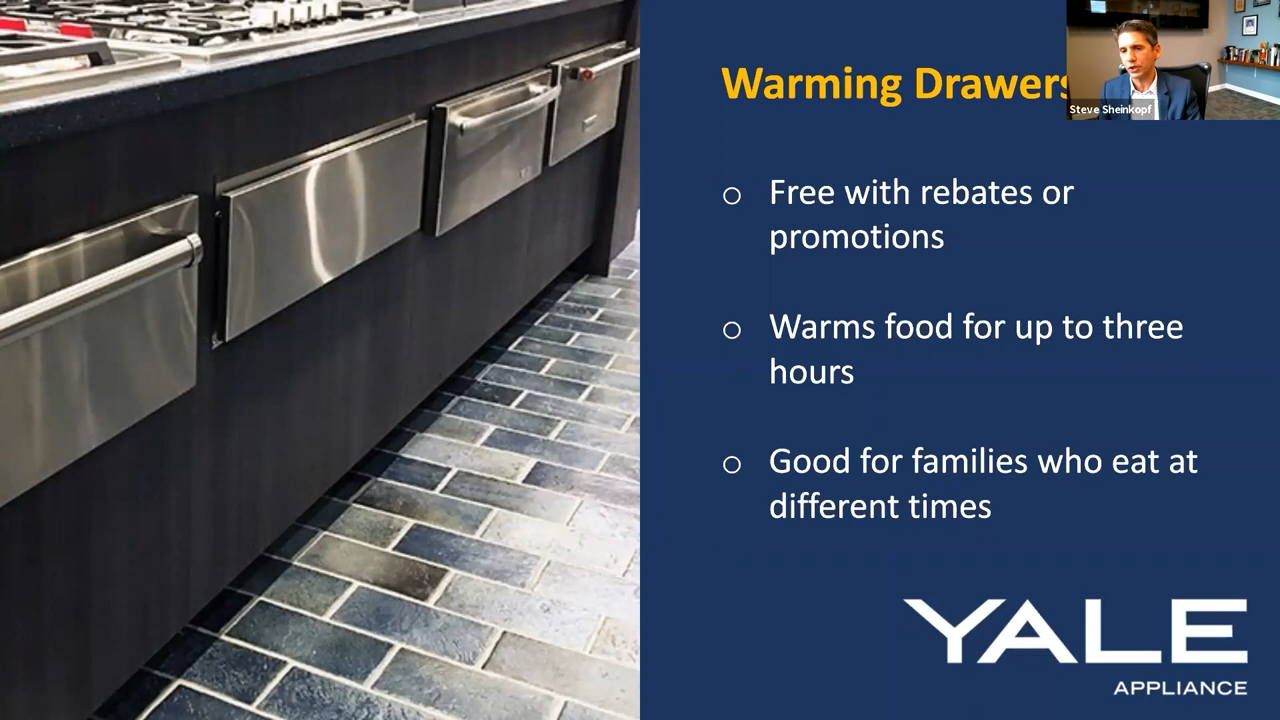 Warming Drawers
Steve Sheinkopf
○ Free with rebates or
promotions
○ Warms food for up to three
hours
○ Good for families who eat at
different times
YALE
APPLIANCE